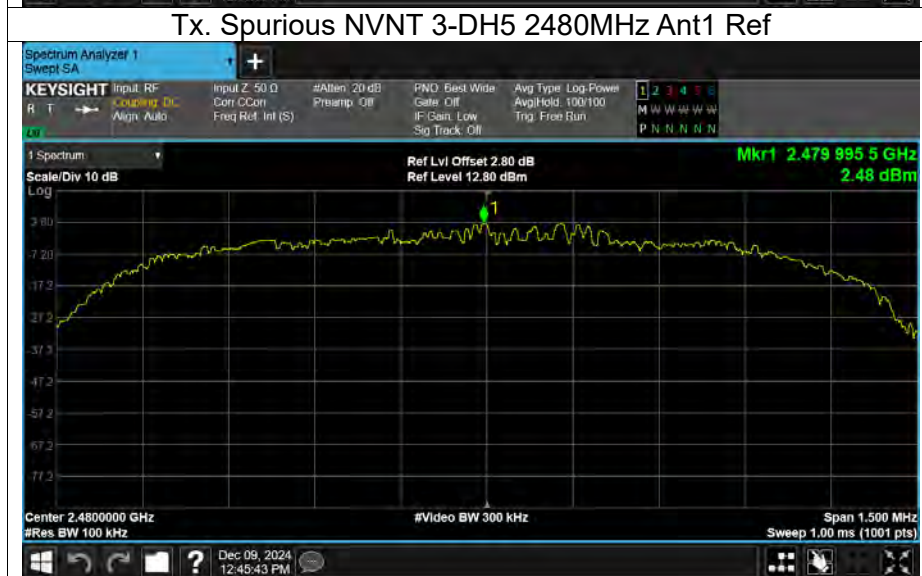 Tx. Spurious NVNT 3-DH5 2480MHz Ant1 Ref
Spectrum Analyzer 1
Swept SA
+
KEYSIGHT Input: RF Input Z: 50 Ω #Atten: 20 dB PNO: Best Wide Avg Type: Log-Power 1 2 3 4 5 6
R T Coupling: DC Corr CCorr Preamp: Off Gate: Off Avg|Hold: 100/100 M W W W W W
Align: Auto Freq Ref: Int (S) IF Gain: Low Trig: Free Run
Sig Track: Off P N N N N N
1 Spectrum Ref Lvl Offset 2.80 dB Mkr1 2.479 995 5 GHz
Scale/Div 10 dB Ref Level 12.80 dBm 2.48 dBm
Log
1
-7.20
-17.2
-27.2
-37.2
-47.2
-57.2
-67.2
-77.2
Center 2.4800000 GHz #Video BW 300 kHz Span 1.500 MHz
#Res BW 100 kHz Sweep 1.00 ms (1001 pts)
? Dec 09, 2024
12:45:43 PM